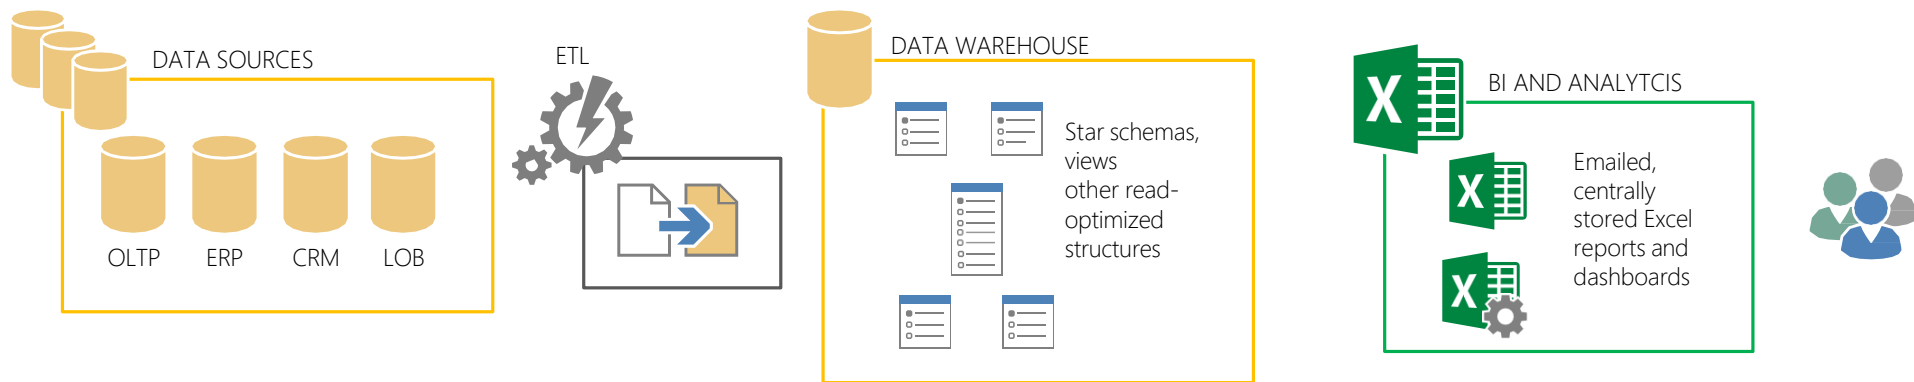 DATA SOURCES
OLTP
ERP
CRM
LOB
ETL
DATA WAREHOUSE
Star schemas,
views
other read-
optimized
structures
BI AND ANALYTCIS
Emailed,
centrally
stored Excel
reports and
dashboards
X
X
X